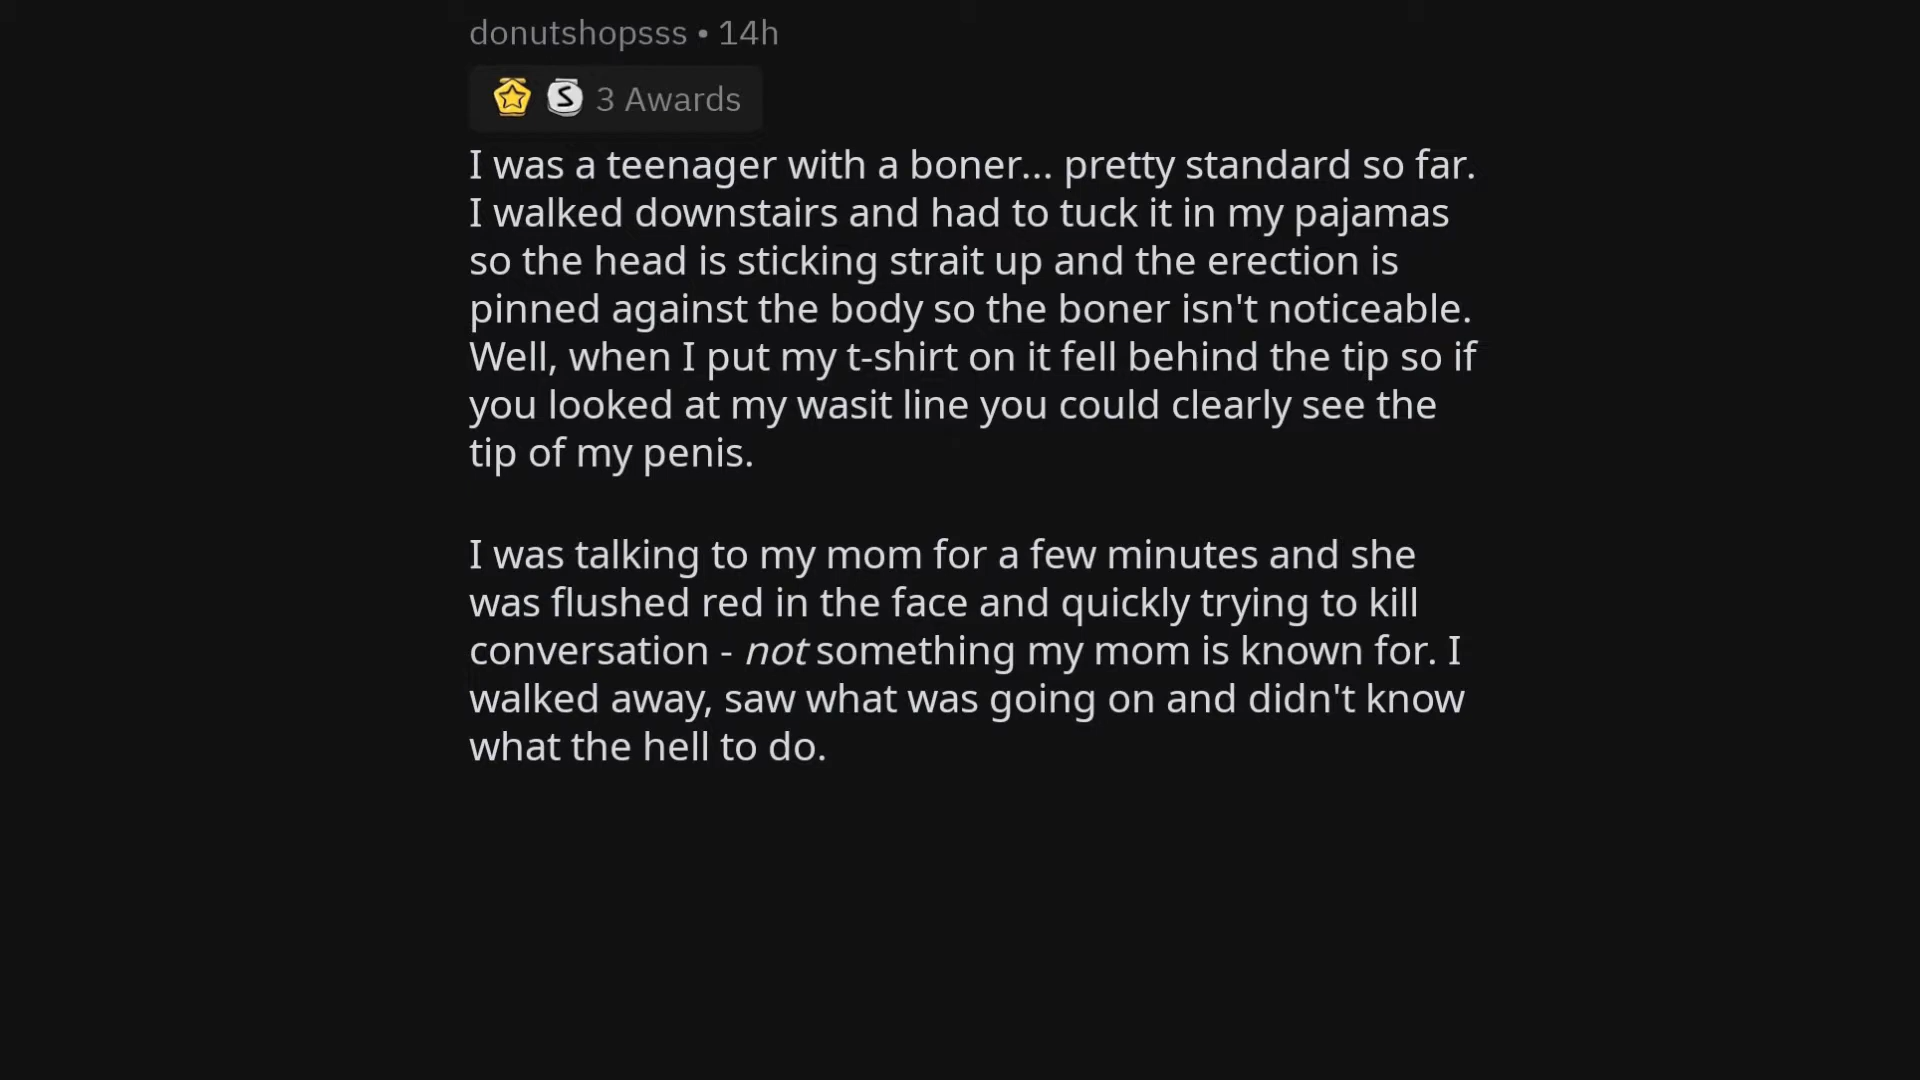 donutshopsss • 14h
3 Awards
I was a teenager with a boner... pretty standard so far.
I walked downstairs and had to tuck it in my pajamas
so the head is sticking strait up and the erection is
pinned against the body so the boner isn't noticeable.
Well, when I put my t-shirt on it fell behind the tip so if
you looked at my wasit line you could clearly see the
tip of my penis.
I was talking to my mom for a few minutes and she
was flushed red in the face and quickly trying to kill
conversation - not something my mom is known for. I
walked away, saw what was going on and didn't know
what the hell to do.